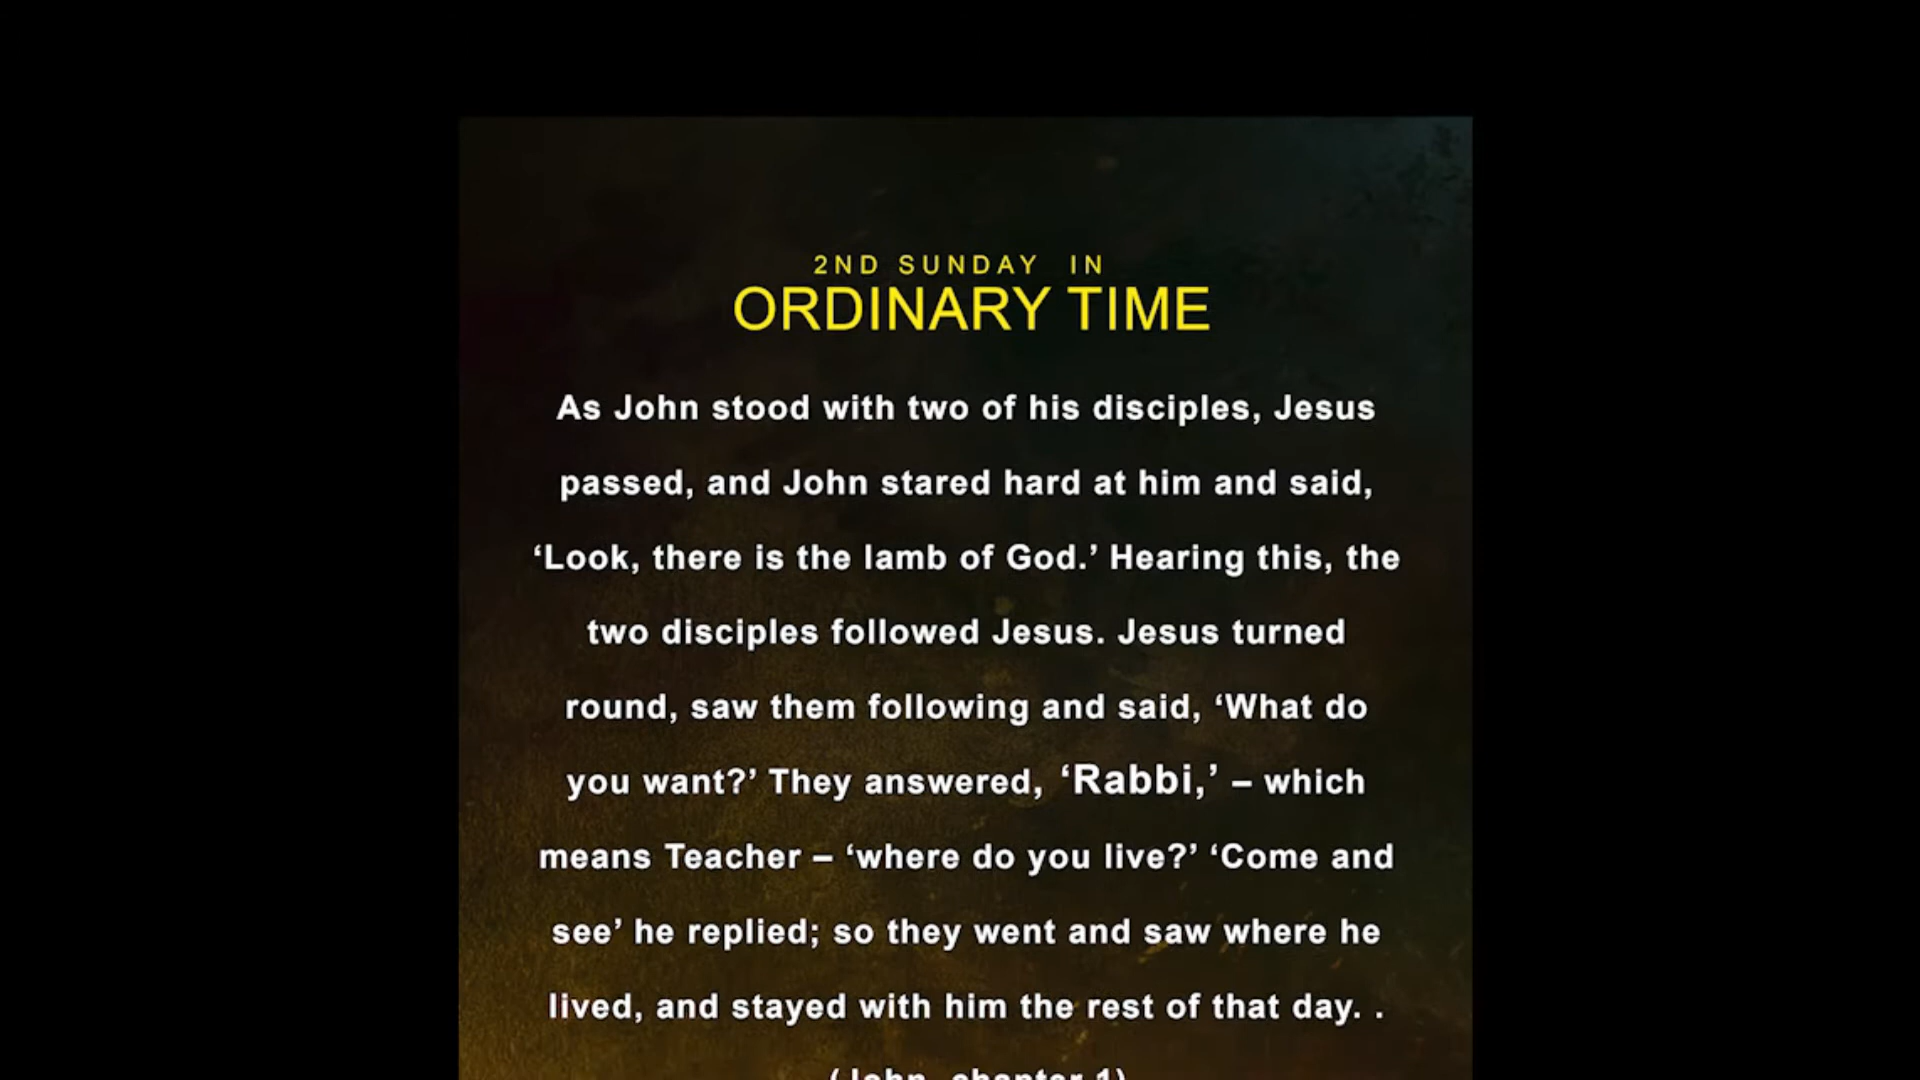 2ND SUNDAY IN
ORDINARY TIME
As John stood with two of his disciples, Jesus
passed, and John stared hard at him and said,
‘Look, there is the lamb of God.’ Hearing this, the
two disciples followed Jesus. Jesus turned
round, saw them following and said, ‘What do
you want?’ They answered, ‘Rabbi,’ – which
means Teacher – ‘where do you live?’ ‘Come and
see’ he replied; so they went and saw where he
lived, and stayed with him the rest of that day. .
(John, chapter 1)